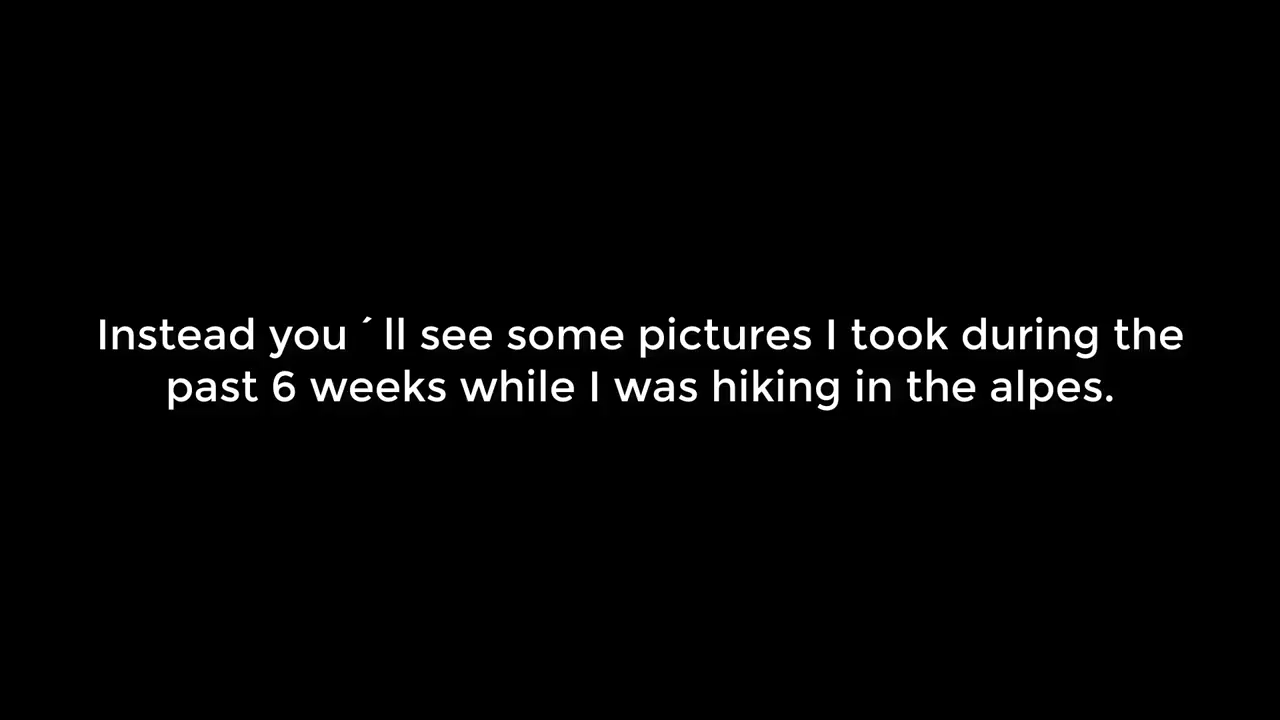 Instead you´ll see some pictures I took during the
past 6 weeks while I was hiking in the alpes.